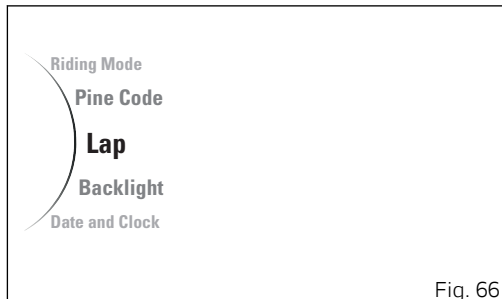 Riding Mode
Pine Code
Lap
Backlight
Date and Clock
Fig. 66